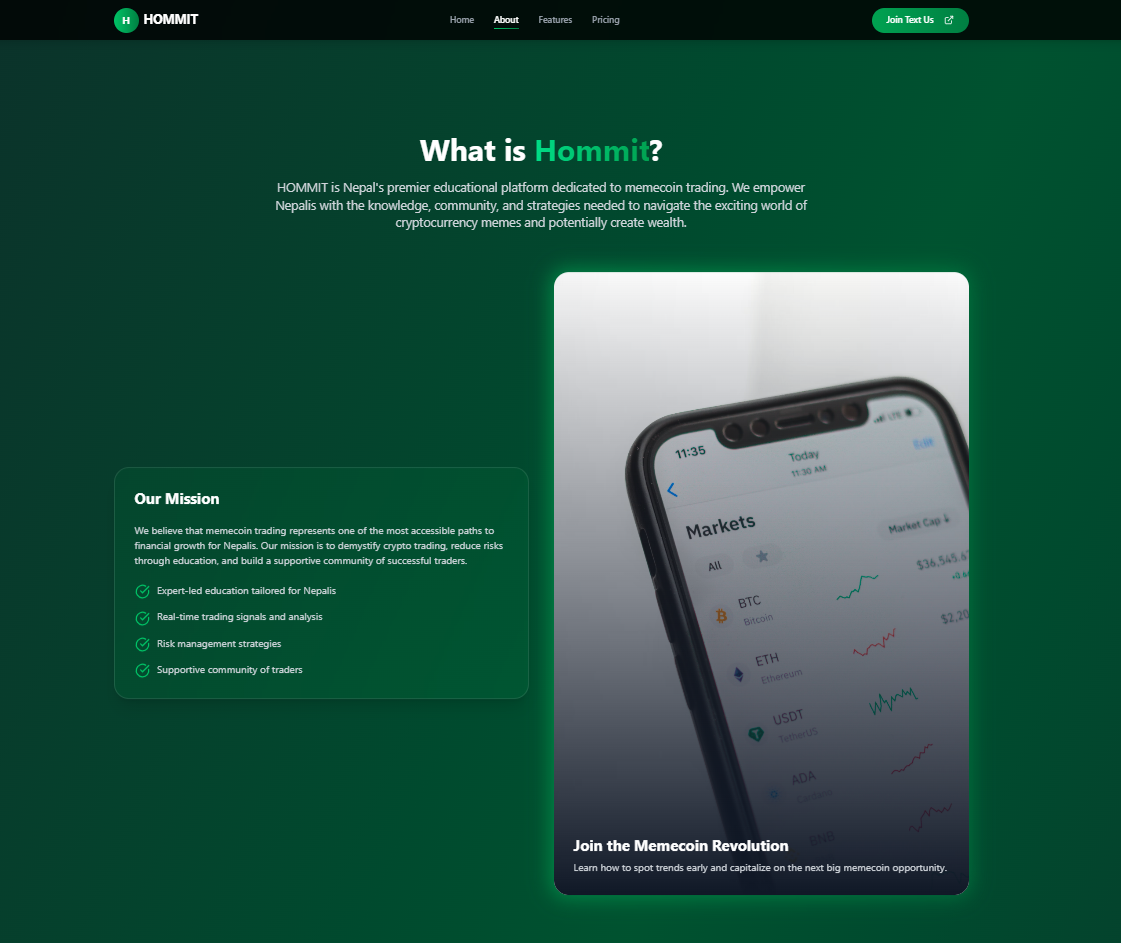 H HOMMIT
Home About Features Pricing
Join Text Us
What is Hommit?
HOMMIT is Nepal's premier educational platform dedicated to memecoin trading. We empower
Nepalis with the knowledge, community, and strategies needed to navigate the exciting world of
cryptocurrency memes and potentially create wealth.
Our Mission
We believe that memecoin trading represents one of the most accessible paths to
financial growth for Nepalis. Our mission is to demystify crypto trading, reduce risks
through education, and build a supportive community of successful traders.
Expert-led education tailored for Nepalis
Real-time trading signals and analysis
Risk management strategies
Supportive community of traders
11:35
LTE
Today
11:30 AM
Edit
Markets
Market Cap
All
BTC
Bitcoin
ETH
Ethereum
USDT
TetherUS
ADA
Cardano
BNB
Join the Memecoin Revolution
Learn how to spot trends early and capitalize on the next big memecoin opportunity.